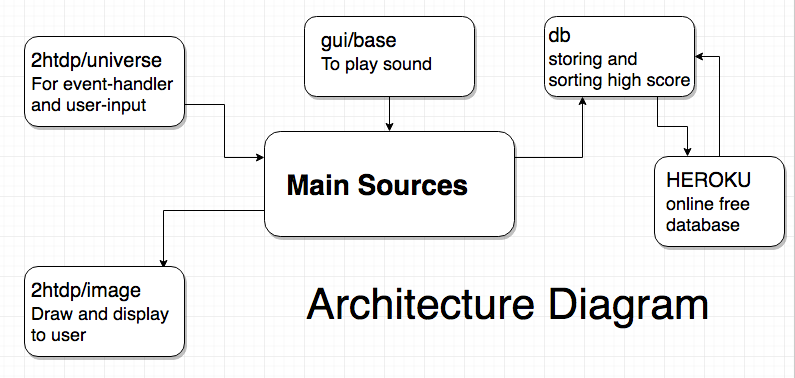 2htdp/universe
For event-handler
and user-input
gui/base
To play sound
db
storing and
sorting high score
Main Sources
HEROKU
online free
database
2htdp/image
Draw and display
to user
Architecture Diagram